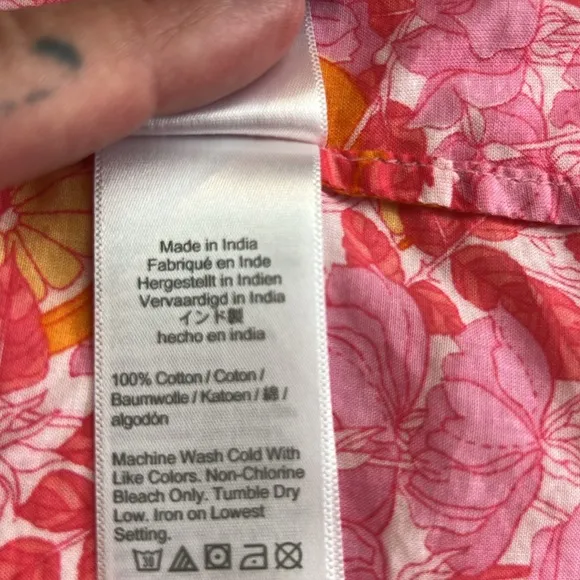 Made in India
Fabriqué en Inde
Hergestellt in Indien
Vervaardigd in India
インド製
hecho en india
100% Cotton / Coton /
Baumwolle / Katoen / 綿 /
algodón
Machine Wash Cold With
Like Colors. Non-Chlorine
Bleach Only. Tumble Dry
Low. Iron on Lowest
Setting.
30